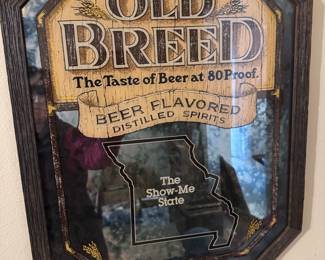 OLD
BREED
The Taste of Beer at 80 Proof.
BEER FLAVORED
DISTILLED SPIRITS
The
Show-Me
State